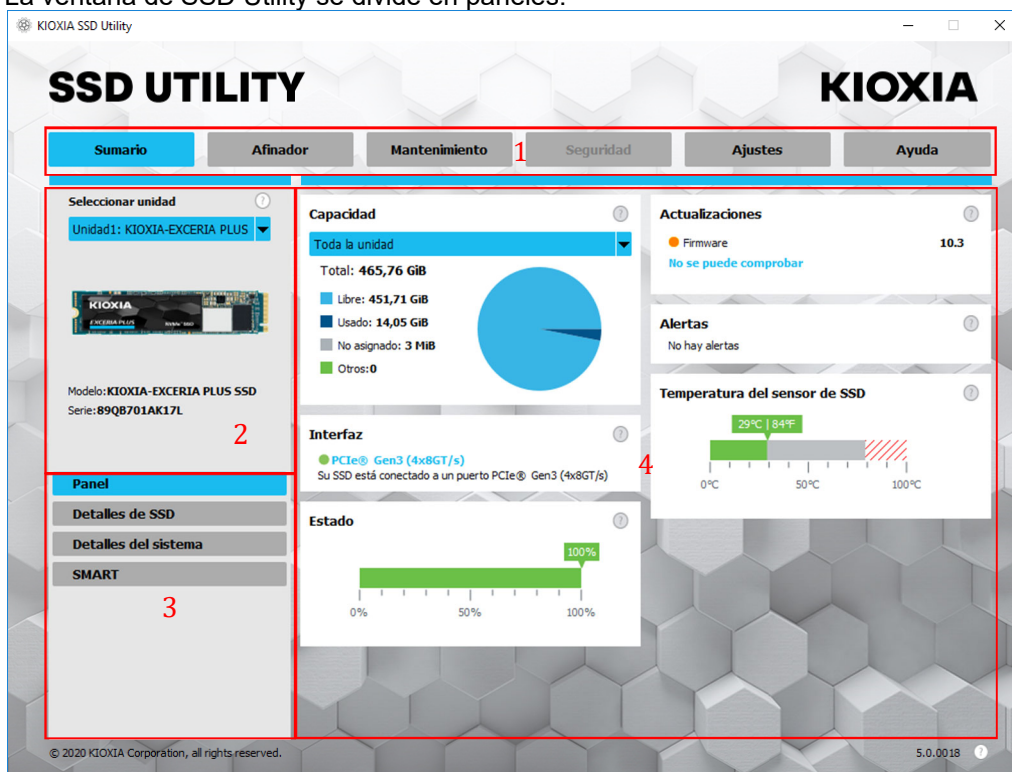 La ventana de SSD Utility se divide en paneles.
KIOXIA SSD Utility
SSD UTILITY
KIOXIA
Sumario
Afinador
Mantenimiento
1
Seguridad
Ajustes
Ayuda
Seleccionar unidad
Unidad1: KIOXIA-EXCERIA PLUS
KIOXIA
EXCERIA PLUS
NVMe™ SSD
Modelo:KIOXIA-EXCERIA PLUS SSD
Serie:89QB701AK17L
2
Panel
Detalles de SSD
Detalles del sistema
SMART
3
Capacidad
Toda la unidad
Total: 465,76 GiB
Libre: 451,71 GiB
Usado: 14,05 GiB
No asignado: 3 MiB
Otros:0
Interfaz
PCIe® Gen3 (4x8GT/s)
Su SSD está conectado a un puerto PCIe® Gen3 (4x8GT/s)
4
Estado
100%
0% 50% 100%
Actualizaciones
Firmware 10.3
No se puede comprobar
Alertas
No hay alertas
Temperatura del sensor de SSD
29°C | 84°F
0°C 50°C 100°C
© 2020 KIOXIA Corporation, all rights reserved.
5.0.0018